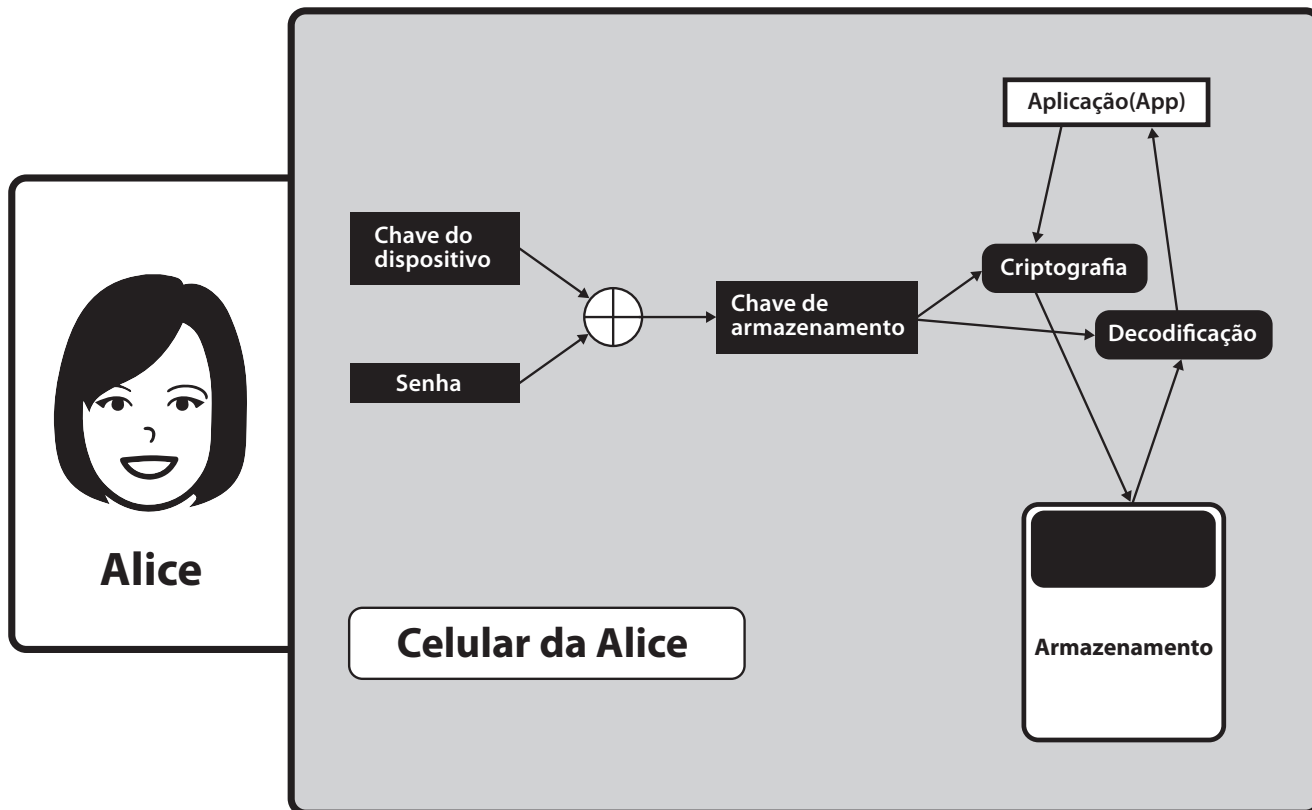 Aplicação(App)
Chave do
dispositivo
Criptografia
Chave de
armazenamento
Decodificação
Senha
Alice
Celular da Alice
Armazenamento